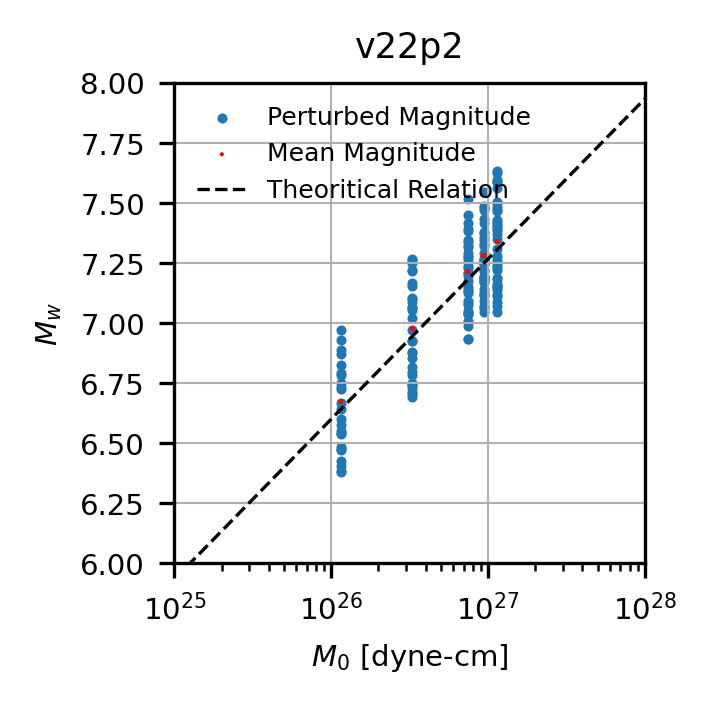 v22p2
8.00
Perturbed Magnitude
7.75
Mean Magnitude
Theoritical Relation
7.50
7.25
7.00
6.75
6.50
6.25
6.00
M_w
10^25
10^26
10^27
10^28
M_0 [dyne-cm]